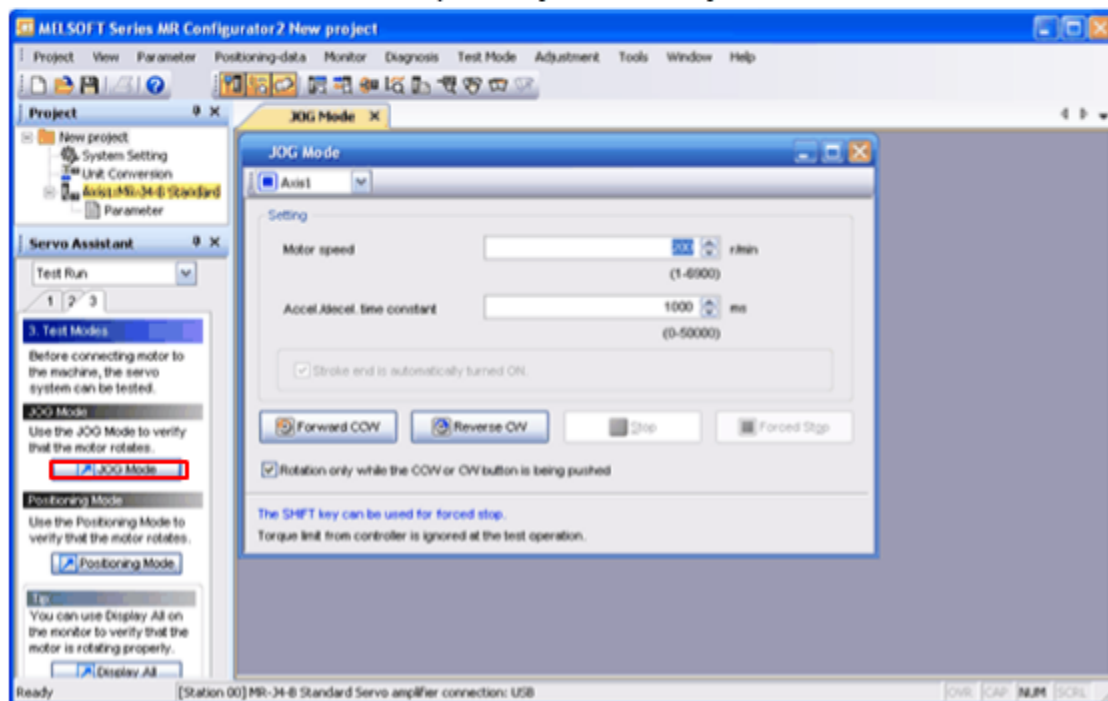 MELSOFT Series MR Configurator2 New project
Project View Parameter Positioning-data Monitor Diagnosis Test Mode Adjustment Tools Window Help
Project
New project
System Setting
Unit Conversion
Axis1:MR-J4-B Standard
Parameter
Servo Assistant
Test Run
1 2 3
3. Test Modes
Before connecting motor to
the machine, the servo
system can be tested.
JOG Mode
Use the JOG Mode to verify
that the motor rotates.
JOG Mode
Positioning Mode
Use the Positioning Mode to
verify that the motor rotates.
Positioning Mode
Tip
You can use Display All on
the monitor to verify that the
motor is rotating properly.
Display All
JOG Mode
JOG Mode
Axis1
Setting
Motor speed 200 r/min
(1-6900)
Accel./decel. time constant 1000 ms
(0-50000)
Stroke end is automatically turned ON.
Forward CCW Reverse CW Stop Forced Stop
Rotation only while the CCW or CW button is being pushed
The SHIFT key can be used for forced stop.
Torque limit from controller is ignored at the test operation.
Ready [Station 00] MR-J4-B Standard Servo amplifier connection: USB OVR CAP NUM SCRL